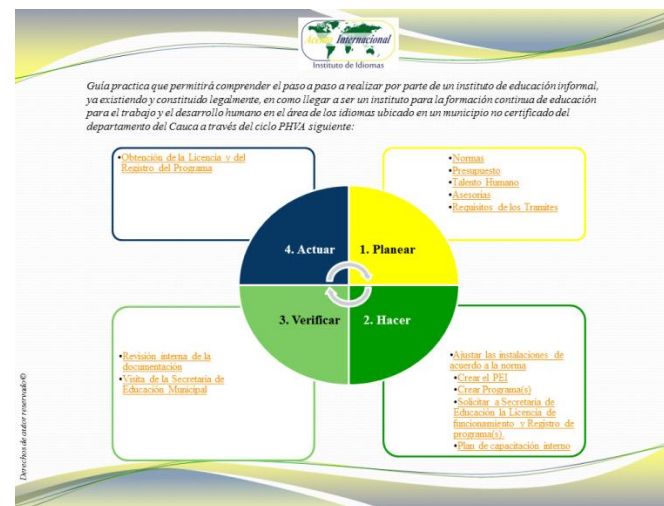 Acento Internacional
Instituto de Idiomas
Guía practica que permitirá comprender el paso a paso a realizar por parte de un instituto de educación informal,
ya existiendo y constituido legalmente, en como llegar a ser un instituto para la formación continua de educación
para el trabajo y el desarrollo humano en el área de los idiomas ubicado en un municipio no certificado del
departamento del Cauca a través del ciclo PHVA siguiente:
•Obtención de la Licencia y del
Registro del Programa
•Normas
•Presupuesto
•Talento Humano
•Asesorías
•Requisitos de los Tramites
4. Actuar
1. Planear
3. Verificar
2. Hacer
•Revisión interna de la
documentación
•Visita de la Secretaria de
Educación Municipal
•Ajustar las instalaciones de
acuerdo a la norma
•Crear el PEI
•Crear Programa(s)
•Solicitar a Secretaría de
Educación la Licencia de
funcionamiento y Registro de
programa(s).
•Plan de capacitación interno
Derechos de autor reservado©